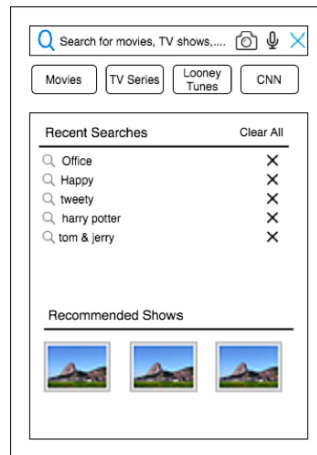 Search for movies, TV shows,....
Movies
TV Series
Looney
Tunes
CNN
Recent Searches Clear All
Office
Happy
tweety
harry potter
tom & jerry
Recommended Shows